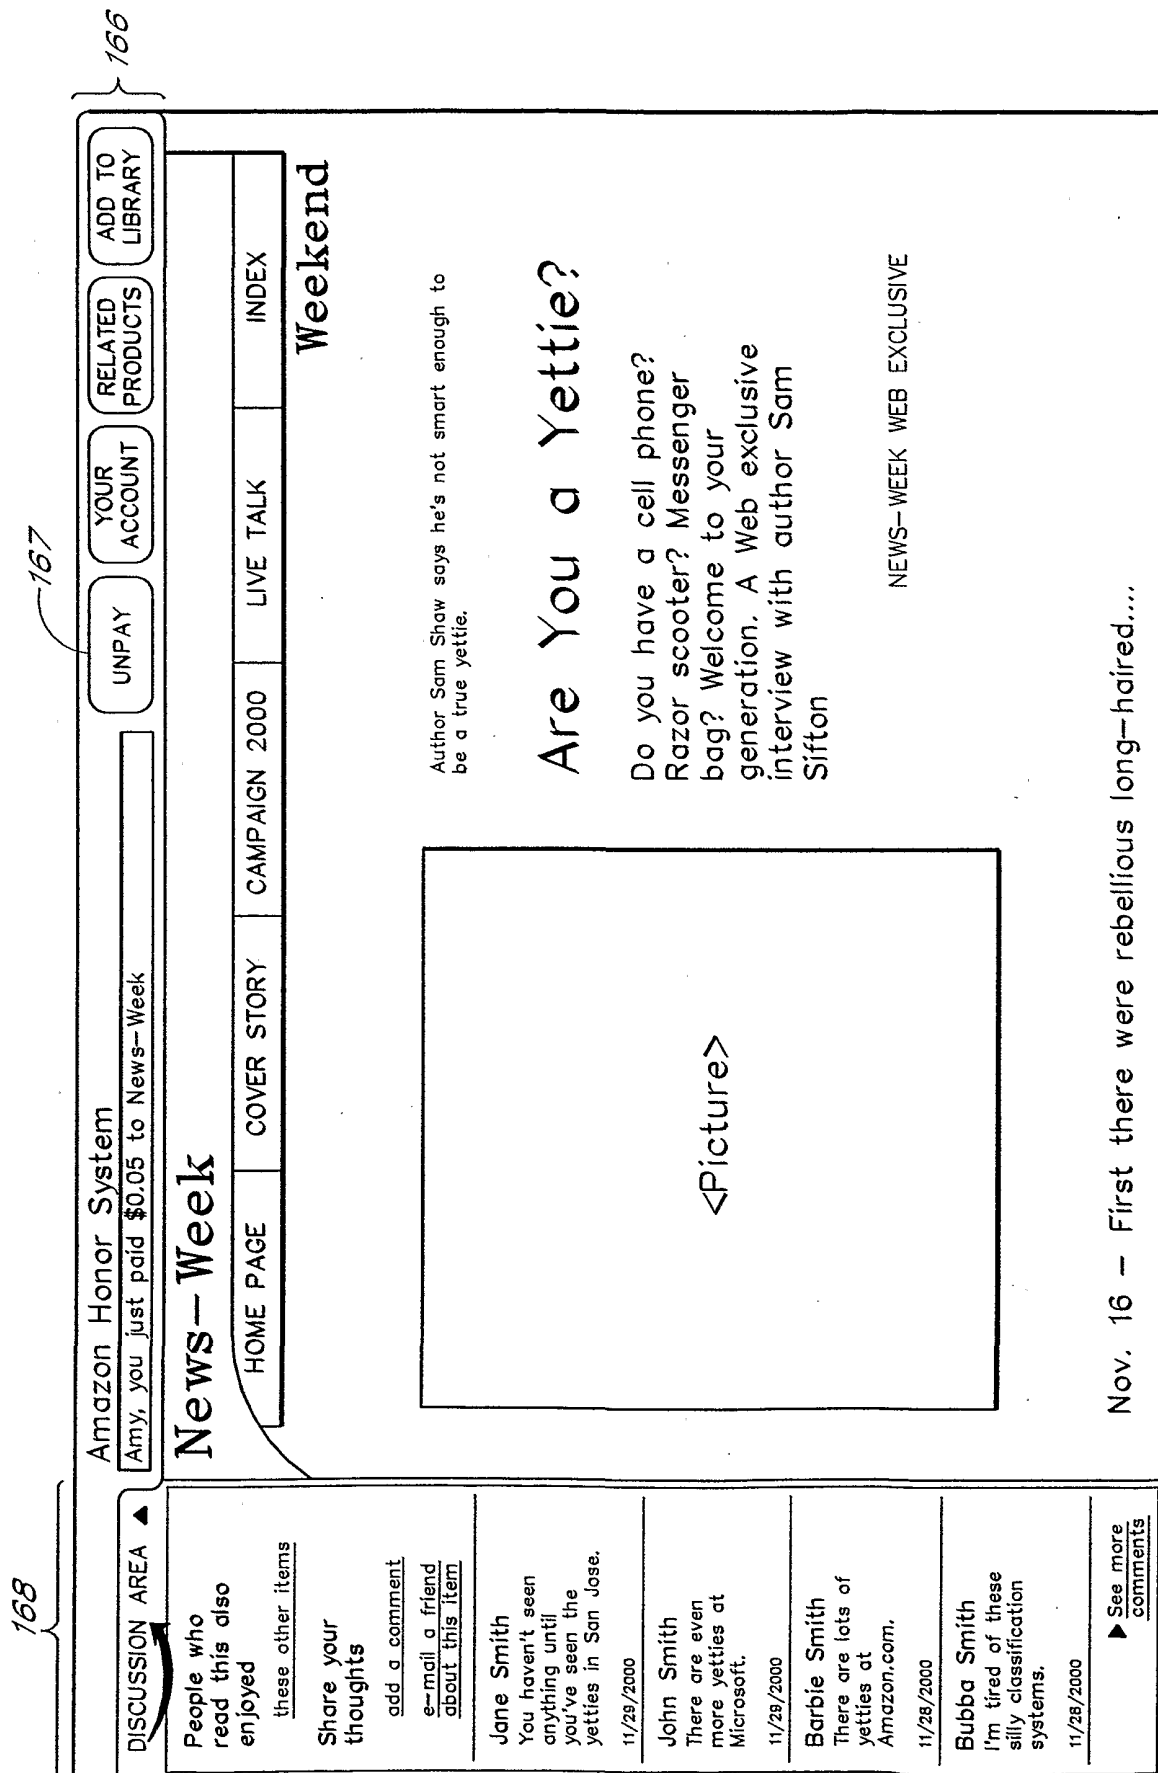 168
167
166
DISCUSSION AREA
Amazon Honor System
Amy, you just paid $0.05 to News-Week
UNPAY
YOUR
ACCOUNT
RELATED
PRODUCTS
ADD TO
LIBRARY
People who
read this also
enjoyed
these other items
Share your
thoughts
add a comment
e-mail a friend
about this item
Jane Smith
You haven't seen
anything until
you've seen the
yetties in San Jose.
11/29/2000
John Smith
There are even
more yetties at
Microsoft.
11/29/2000
Barbie Smith
There are lots of
yetties at
Amazon.com.
11/28/2000
Bubba Smith
I'm tired of these
silly classification
systems.
11/28/2000
See more
comments
News-Week
HOME PAGE
COVER STORY
CAMPAIGN 2000
LIVE TALK
INDEX
Weekend
<Picture>
Author Sam Shaw says he's not smart enough to
be a true yettie.
Are You a Yettie?
Do you have a cell phone?
Razor scooter? Messenger
bag? Welcome to your
generation. A Web exclusive
interview with author Sam
Sifton
NEWS-WEEK WEB EXCLUSIVE
Nov. 16 - First there were rebellious long-haired....